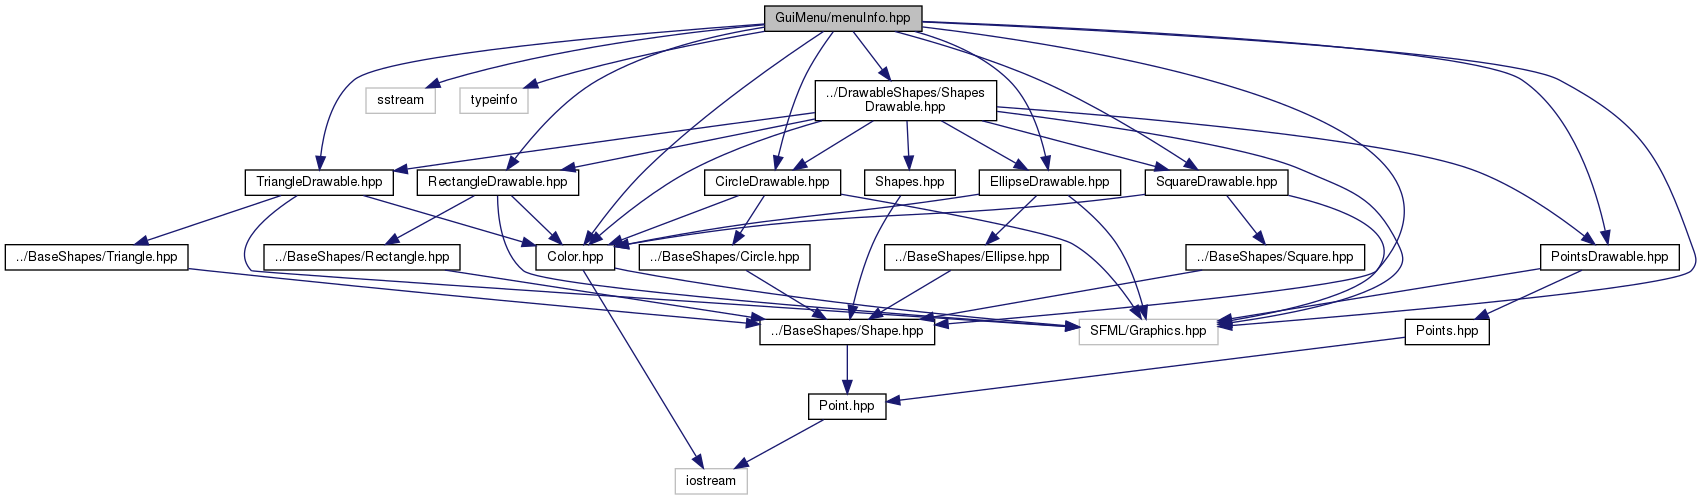 GuiMenu/menuInfo.hpp
sstream
typeinfo
../DrawableShapes/Shapes
Drawable.hpp
TriangleDrawable.hpp
RectangleDrawable.hpp
CircleDrawable.hpp
Shapes.hpp
EllipseDrawable.hpp
SquareDrawable.hpp
../BaseShapes/Triangle.hpp
../BaseShapes/Rectangle.hpp
Color.hpp
../BaseShapes/Circle.hpp
../BaseShapes/Ellipse.hpp
../BaseShapes/Square.hpp
PointsDrawable.hpp
../BaseShapes/Shape.hpp
SFML/Graphics.hpp
Points.hpp
Point.hpp
iostream